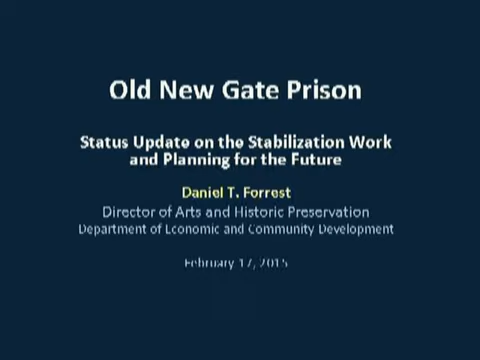 Old New Gate Prison
Status Update on the Stabilization Work
and Planning for the Future
Daniel T. Forrest
Director of Arts and Historic Preservation
Department of Economic and Community Development
February 17, 2015